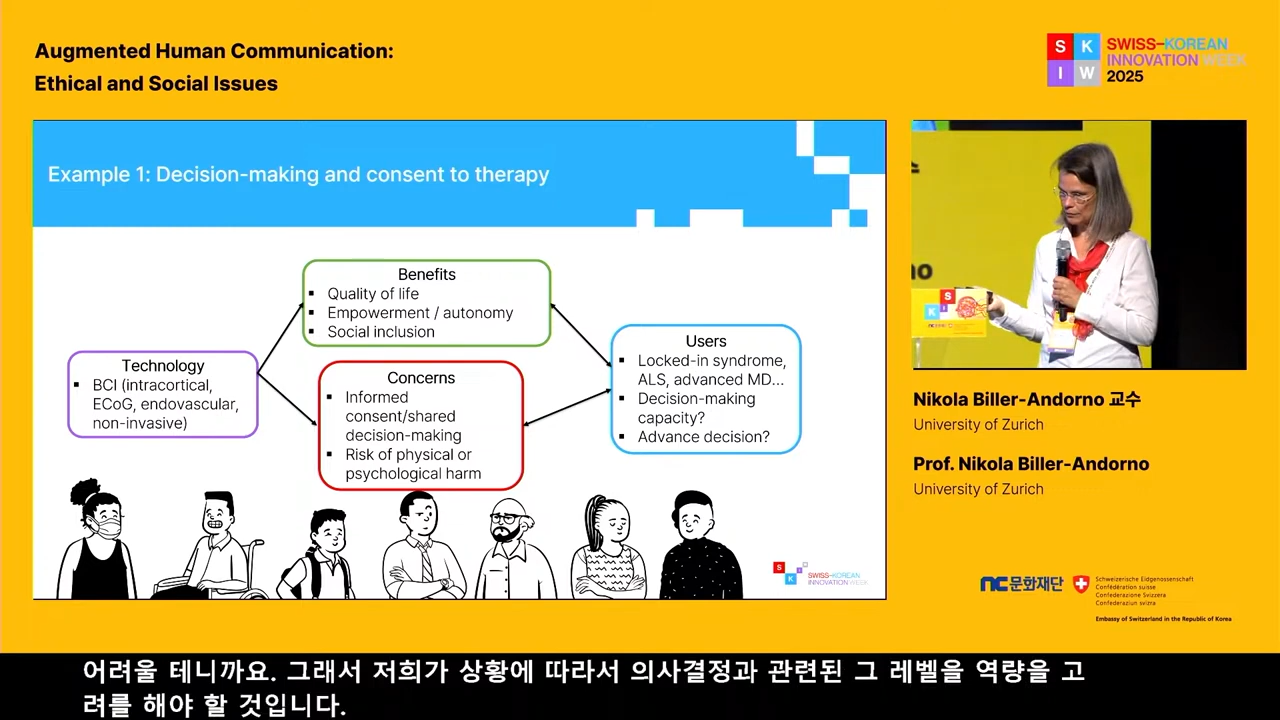 Augmented Human Communication:
Ethical and Social Issues
SWISS–KOREAN
INNOVATION WEEK
2025
S K
I W
Example 1: Decision-making and consent to therapy
Benefits
▪ Quality of life
▪ Empowerment / autonomy
▪ Social inclusion
Technology
▪ BCI (intracortical,
ECoG, endovascular,
non-invasive)
Concerns
▪ Informed
consent/shared
decision-making
▪ Risk of physical or
psychological harm
Users
▪ Locked-in syndrome,
ALS, advanced MD...
▪ Decision-making
capacity?
▪ Advance decision?
S K I
SWISS–KOREAN
INNOVATION WEEK
no
S
K I
Nikola Biller-Andorno 교수
University of Zurich
Prof. Nikola Biller-Andorno
University of Zurich
nc문화재단
Schweizerische Eidgenossenschaft
Confédération suisse
Confederazione Svizzera
Confederaziun svizra
Embassy of Switzerland in the Republic of Korea
어려울 테니까요. 그래서 저희가 상황에 따라서 의사결정과 관련된 그 레벨을 역량을 고
려를 해야 할 것입니다.